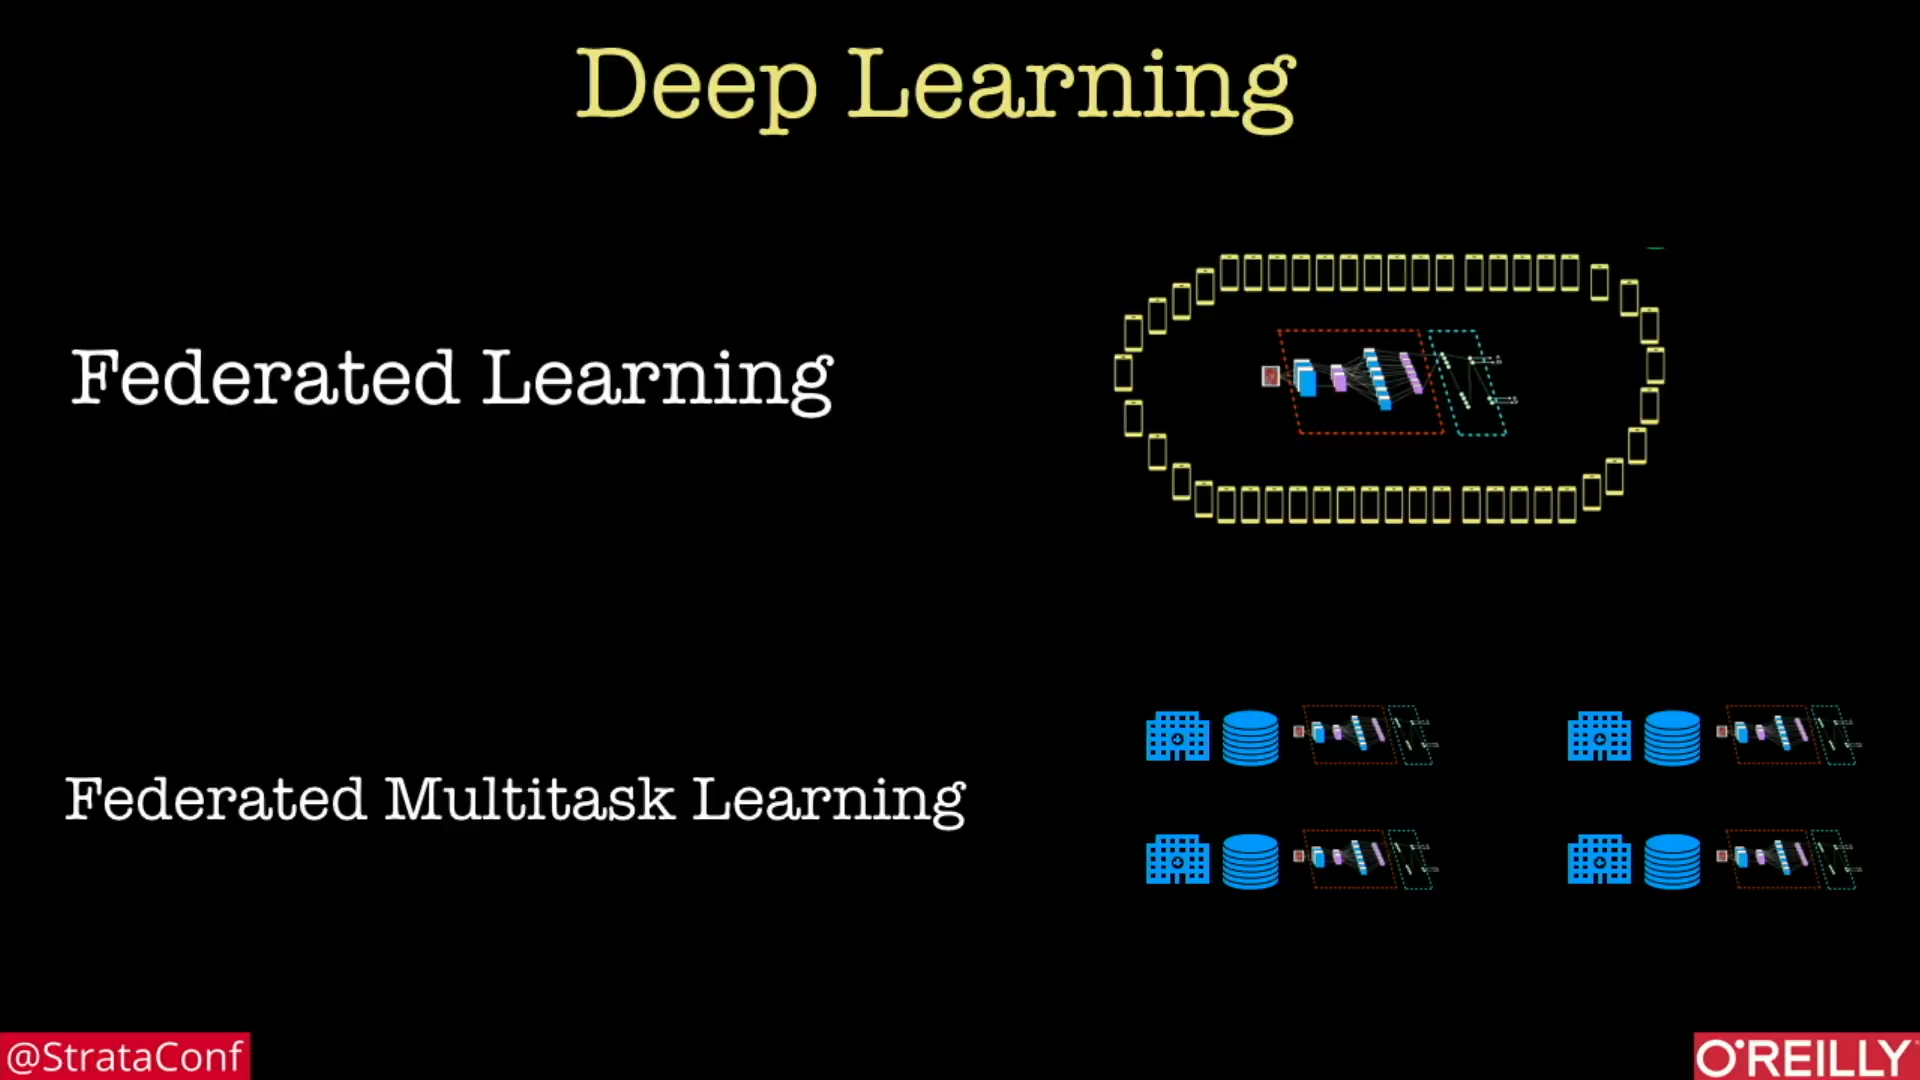 Deep Learning
Federated Learning
Federated Multitask Learning
@StrataConf
O'REILLY